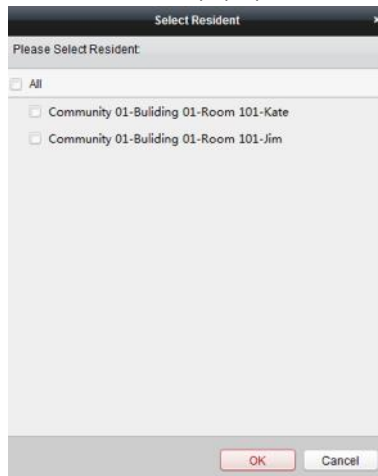 Select Resident
Please Select Resident:
All
Community 01-Buliding 01-Room 101-Kate
Community 01-Buliding 01-Room 101-Jim
OK Cancel